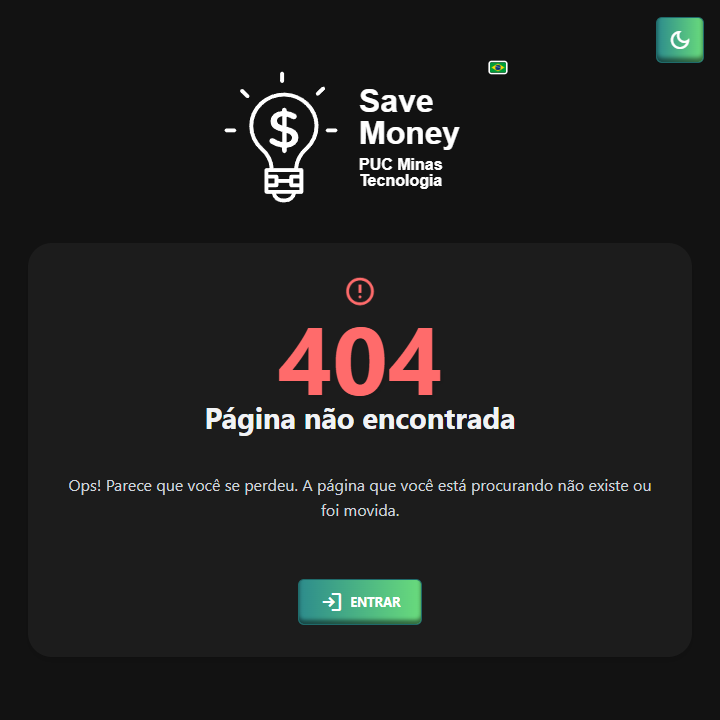 $
Save
Money
PUC Minas
Tecnologia
404
Página não encontrada
Ops! Parece que você se perdeu. A página que você está procurando não existe ou
foi movida.
ENTRAR